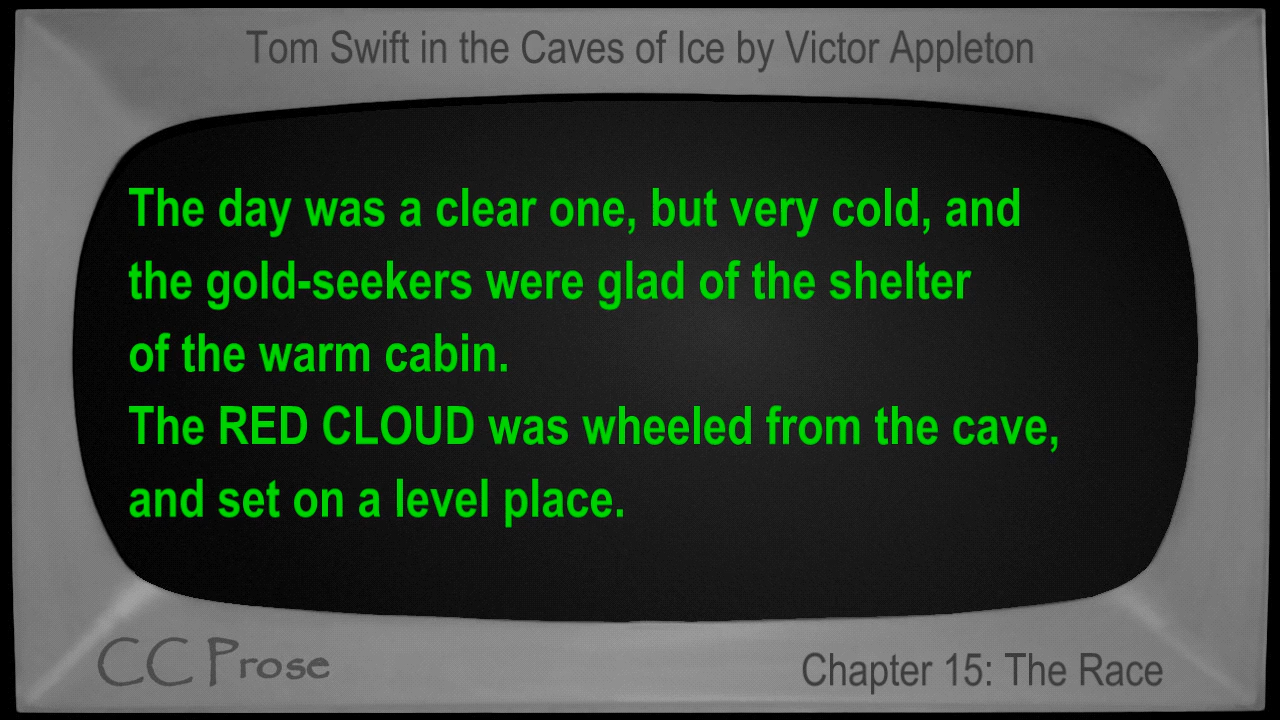 Tom Swift in the Caves of Ice by Victor Appleton
The day was a clear one, but very cold, and
the gold-seekers were glad of the shelter
of the warm cabin.
The RED CLOUD was wheeled from the cave,
and set on a level place.
CC Prose
Chapter 15: The Race